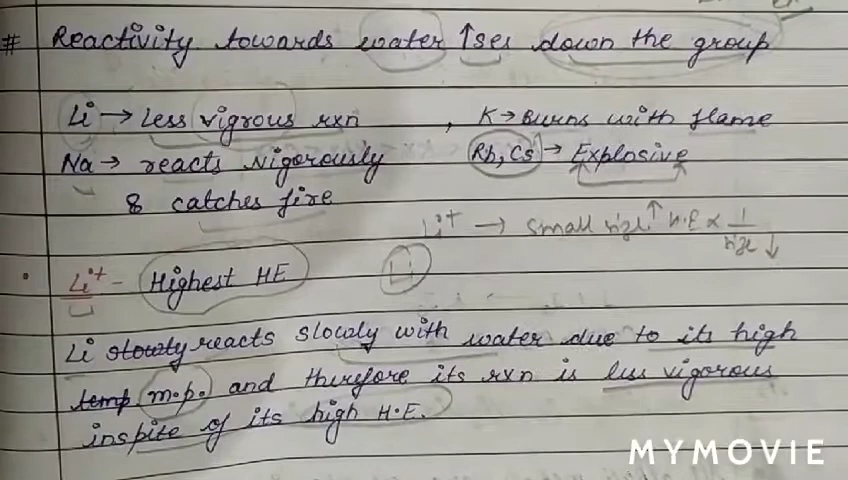 # Reactivity towards water ↑ses down the group
Li → Less vigrous rxn , K → Burns with flame
Na → reacts vigorously Rb, Cs → Explosive
& catches fire
Li+ → small size ↑ H.E ∝ 1/size ↓
Li+ - Highest HE Li
Li slowly reacts slowly with water due to its high
temp m.p. and therefore its rxn is less vigorous
inspite of its high H.E.
MYMOVIE